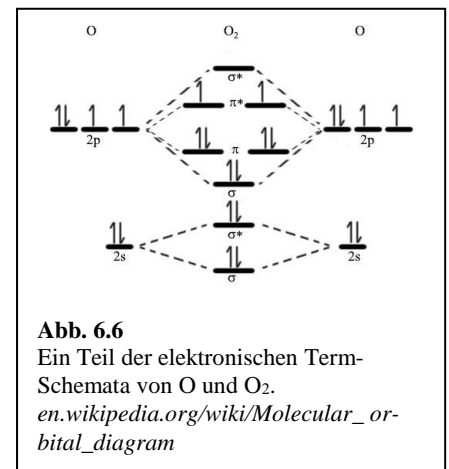 O O₂ O
σ*
π*
2p 2p
π
σ
σ*
2s 2s
σ
Abb. 6.6
Ein Teil der elektronischen Term-
Schemata von O und O₂.
en.wikipedia.org/wiki/Molecular_ or-
bital_diagram